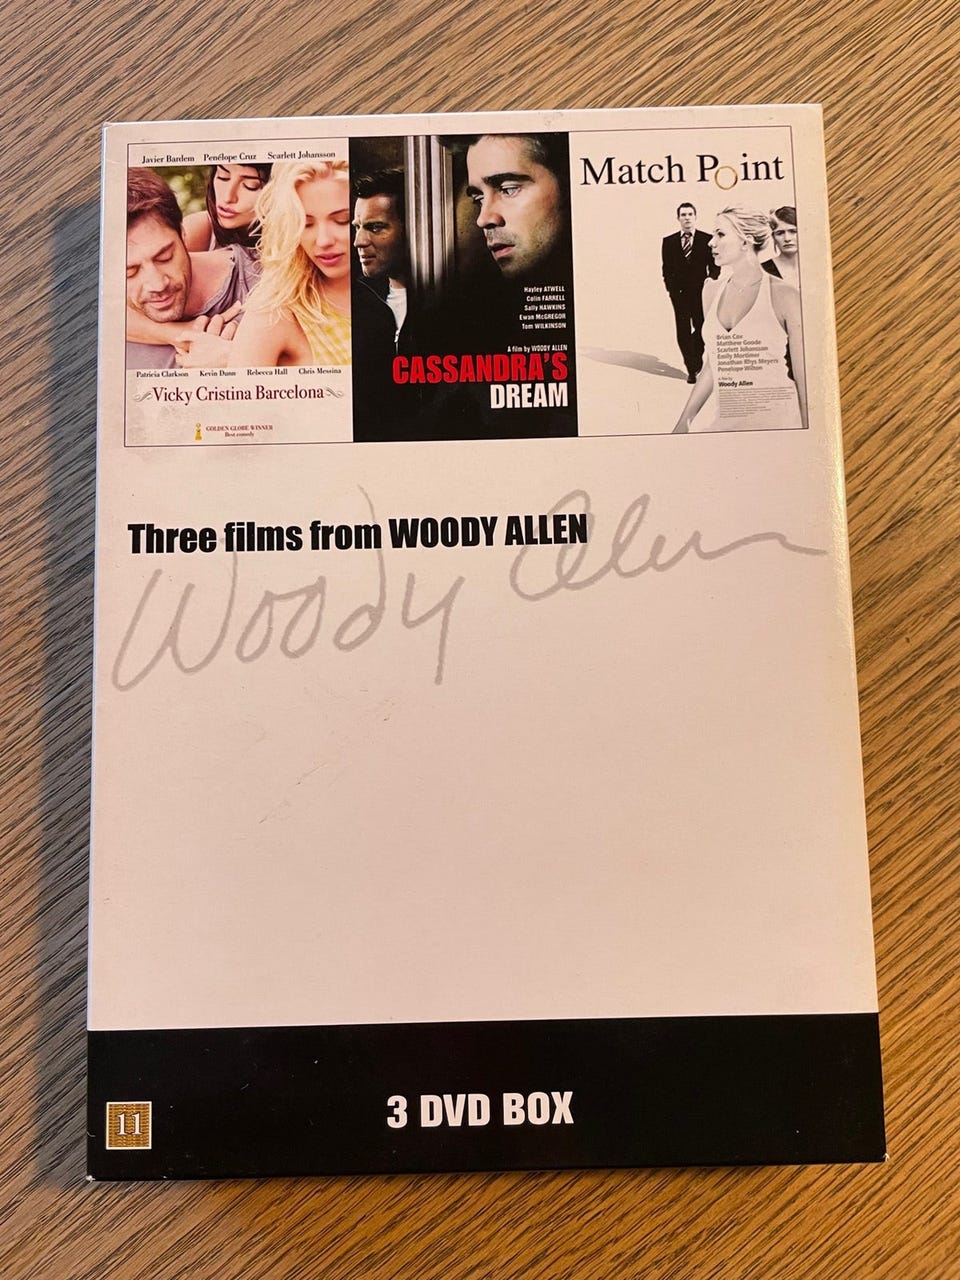 Javier Bardem Penélope Cruz Scarlett Johansson
Patricia Clarkson Kevin Dunn Rebecca Hall Chris Messina
Vicky Cristina Barcelona
GOLDEN GLOBE WINNER
Best comedy
Hayley ATWELL
Colin FARRELL
Sally HAWKINS
Ewan McGREGOR
Tom WILKINSON
A film by WOODY ALLEN
CASSANDRA'S
DREAM
Match Point
Brian Cox
Matthew Goode
Scarlett Johansson
Emily Mortimer
Jonathan Rhys Meyers
Penelope Wilton
a film by
Woody Allen
Three films from WOODY ALLEN
Woody Allen
3 DVD BOX
11